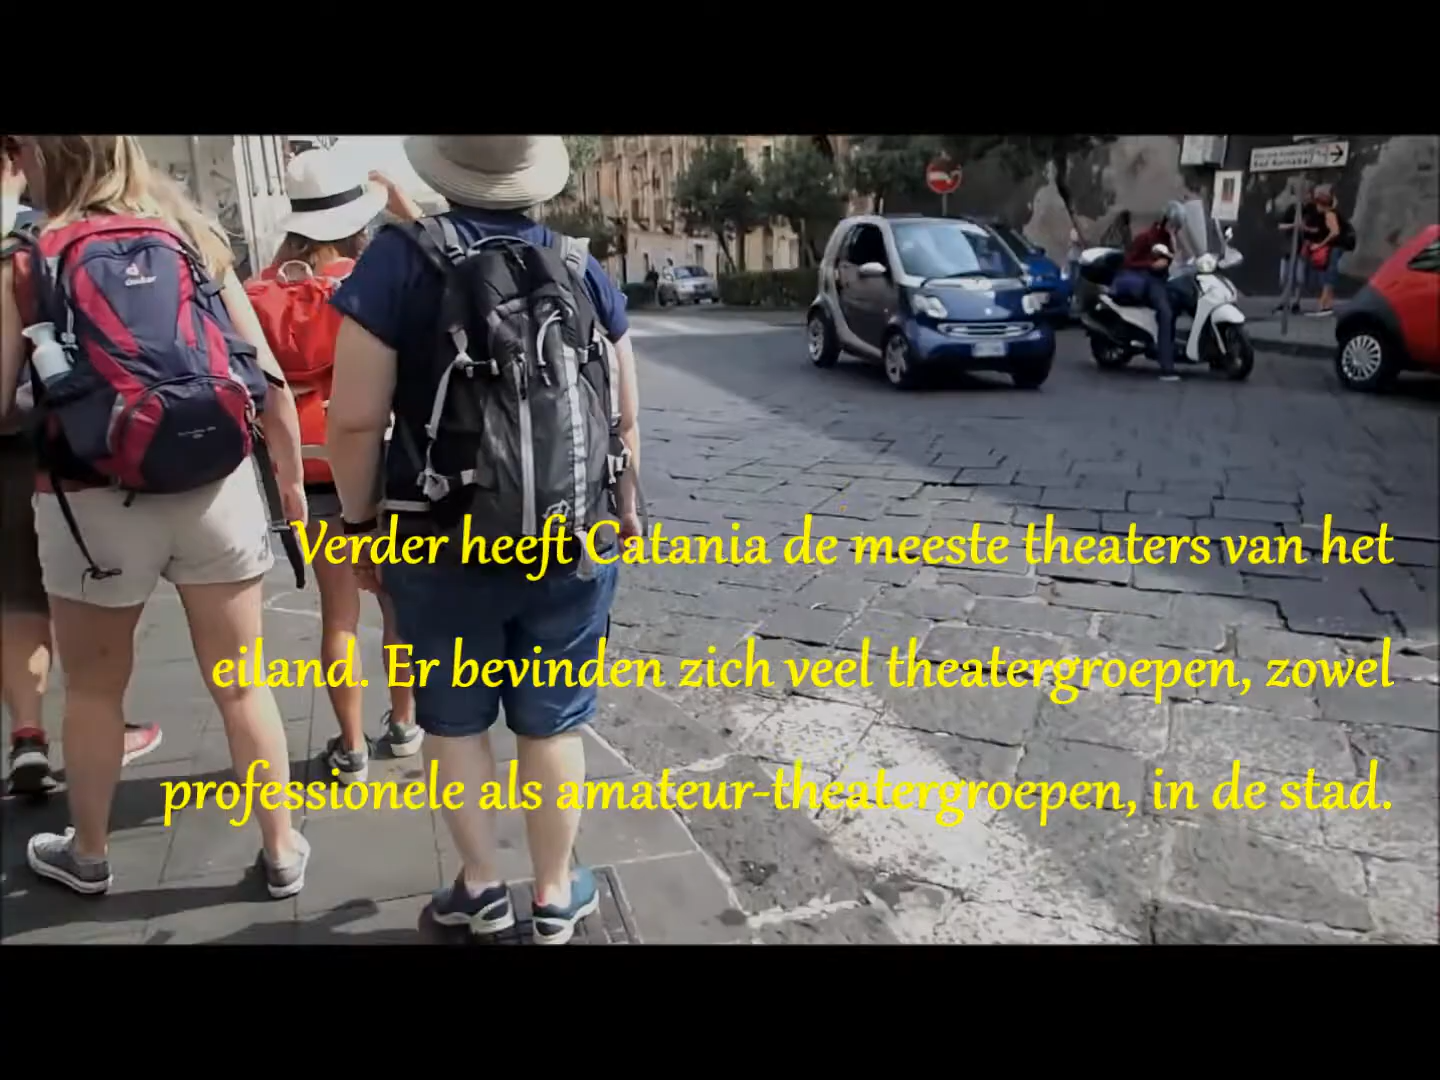 deuter
Verder heeft Catania de meeste theaters van het
eiland. Er bevinden zich veel theatergroepen, zowel
professionele als amateur-theatergroepen, in de stad.